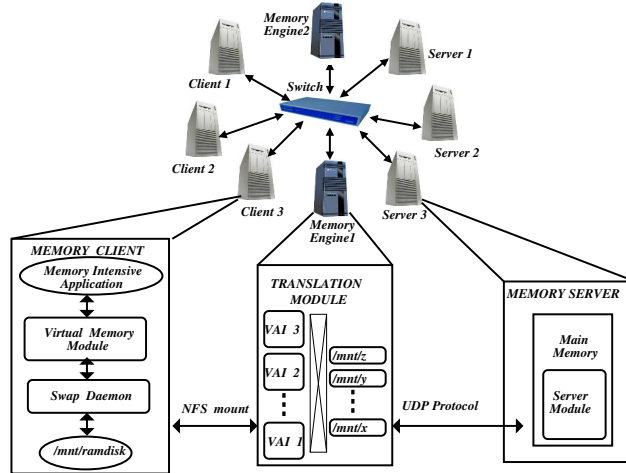 Memory
Engine2
Server 1
Client 1
Switch
Client 2
Server 2
Client 3
Memory
Engine1
Server 3
MEMORY CLIENT
Memory Intensive
Application
Virtual Memory
Module
Swap Daemon
/mnt/ramdisk
NFS mount
TRANSLATION
MODULE
VAI 3
VAI 2
VAI 1
/mnt/z
/mnt/y
/mnt/x
UDP Protocol
MEMORY SERVER
Main
Memory
Server
Module